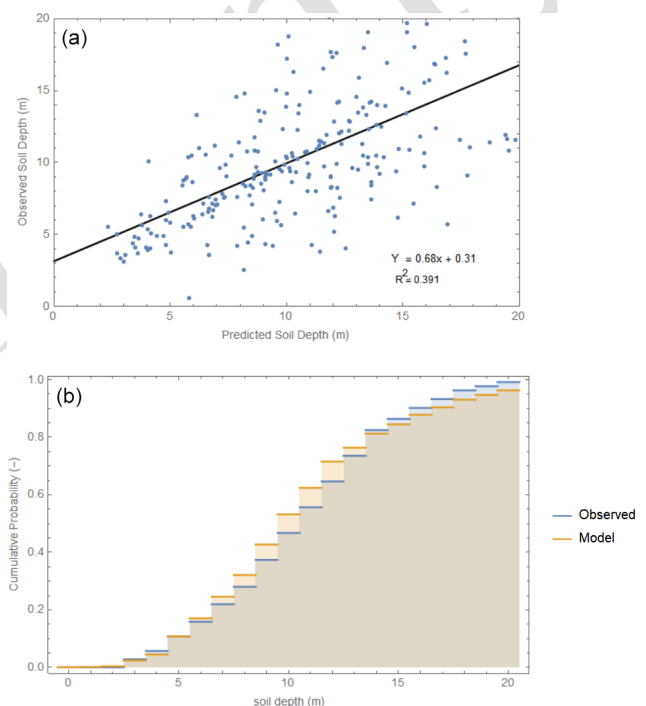 (a)
20
15
10
5
0
Observed Soil Depth (m)
Y = 0.68x + 0.31
R2= 0.391
0 5 10 15 20
Predicted Soil Depth (m)
(b)
1.0
0.8
0.6
0.4
0.2
0.0
Cumulative Probability (–)
Observed
Model
0 5 10 15 20
soil depth (m)